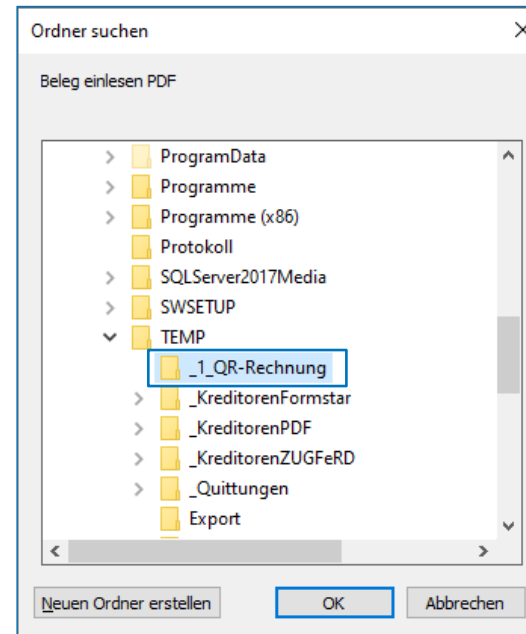 Ordner suchen
Beleg einlesen PDF
ProgramData
Programme
Programme (x86)
Protokoll
SQLServer2017Media
SWSETUP
TEMP
_1_QR-Rechnung
_KreditorenFormstar
_KreditorenPDF
_KreditorenZUGFeRD
_Quittungen
Export
Neuen Ordner erstellen
OK
Abbrechen